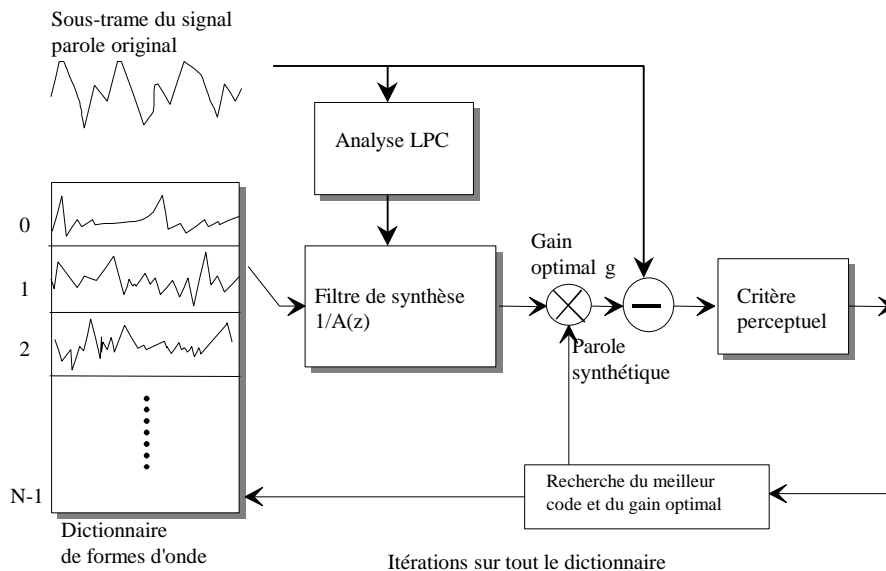 Sous-trame du signal
parole original
Analyse LPC
0
1
2
N-1
Filtre de synthèse
1/A(z)
Gain
optimal g
Parole
synthétique
Critère
perceptuel
Recherche du meilleur
code et du gain optimal
Dictionnaire
de formes d'onde
Itérations sur tout le dictionnaire